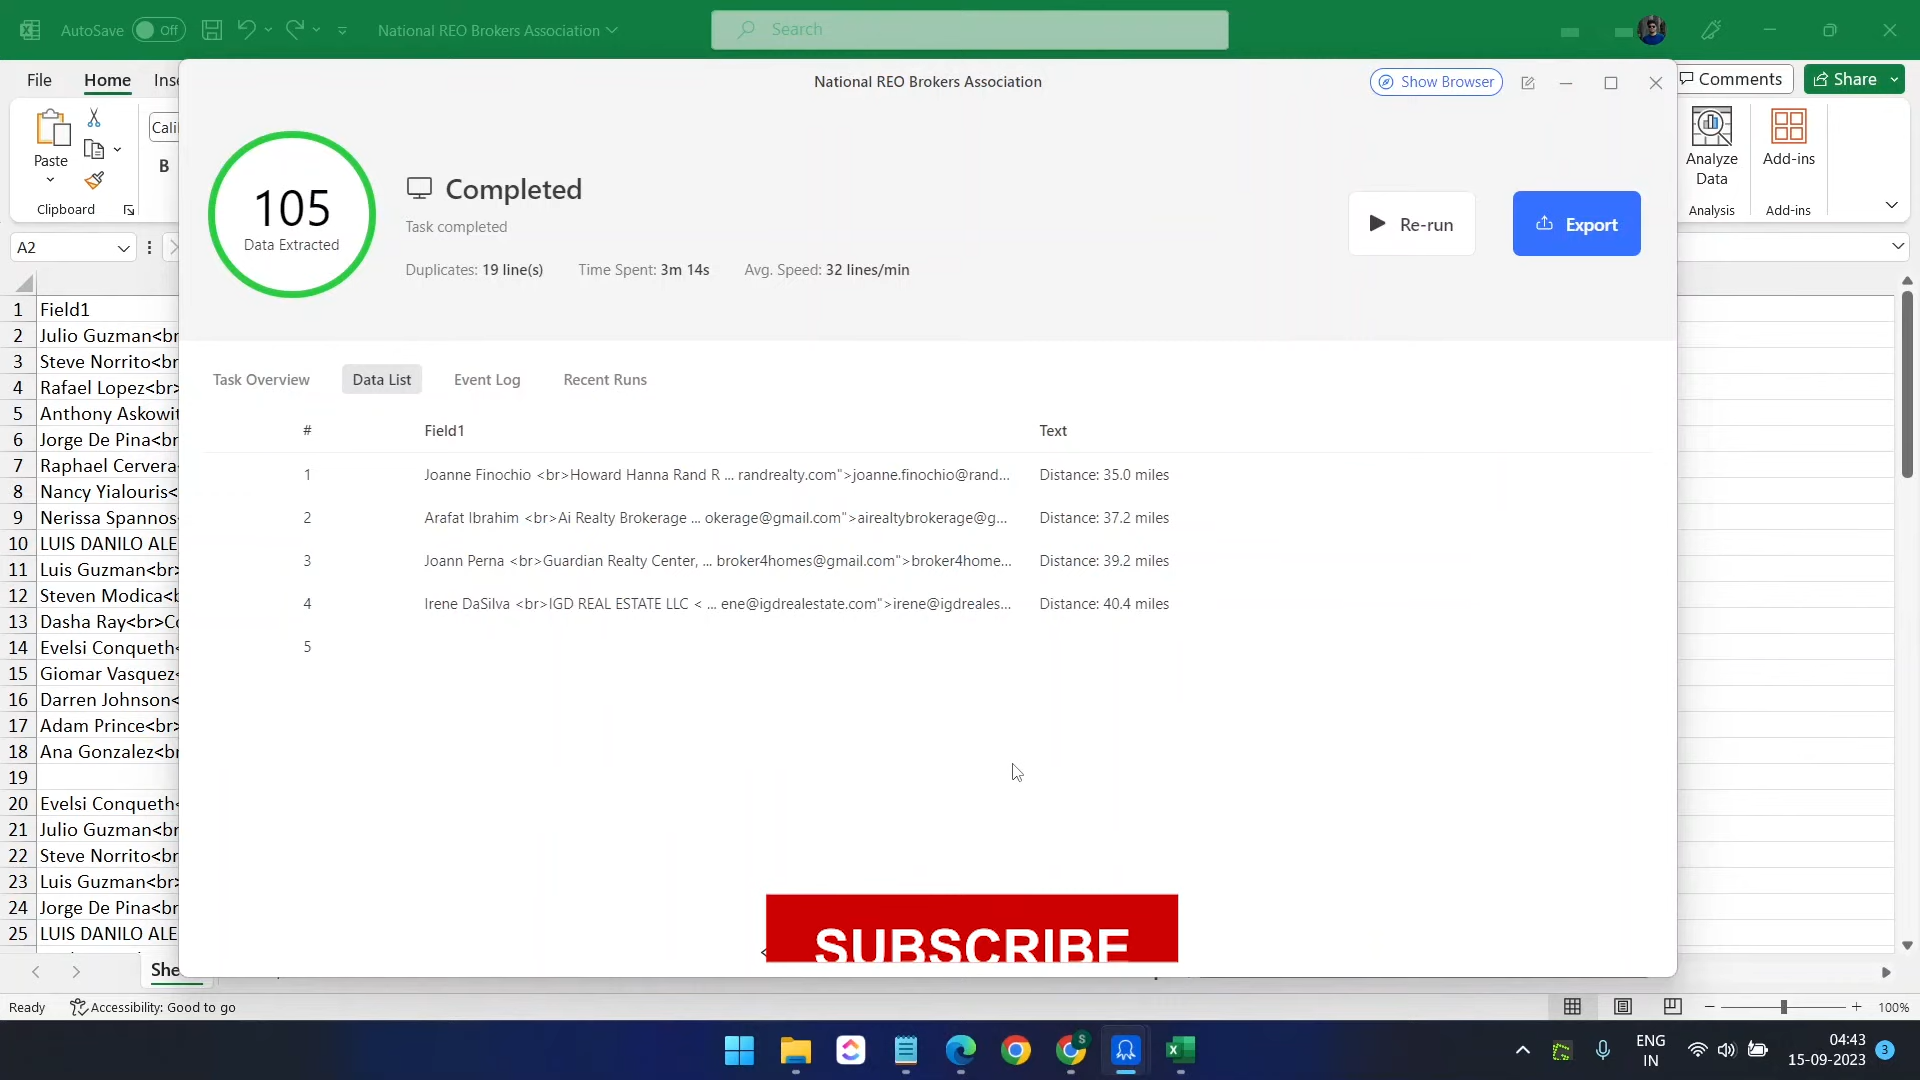 AutoSave Off National REO Brokers Association Search
File Home Ins Comments Share
National REO Brokers Association Show Browser
Paste
Clipboard
Cali
B
105
Data Extracted
Completed
Task completed
Duplicates: 19 line(s) Time Spent: 3m 14s Avg. Speed: 32 lines/min
Re-run
Export
Analyze
Data
Analysis
Add-ins
Add-ins
A2
Task Overview Data List Event Log Recent Runs
# Field1 Text
1 Joanne Finochio <br>Howard Hanna Rand R ... randrealty.com">joanne.finochio@rand... Distance: 35.0 miles
2 Arafat Ibrahim <br>Ai Realty Brokerage ... okerage@gmail.com">airealtybrokerage@g... Distance: 37.2 miles
3 Joann Perna <br>Guardian Realty Center, ... broker4homes@gmail.com">broker4home... Distance: 39.2 miles
4 Irene DaSilva <br>IGD REAL ESTATE LLC < ... ene@igdrealestate.com">irene@igdreales... Distance: 40.4 miles
5
1 Field1
2 Julio Guzman<br
3 Steve Norrito<br
4 Rafael Lopez<br>
5 Anthony Askowit
6 Jorge De Pina<br
7 Raphael Cervera
8 Nancy Yialouris<
9 Nerissa Spannos
10 LUIS DANILO ALE
11 Luis Guzman<br
12 Steven Modica<br
13 Dasha Ray<br>Co
14 Evelsi Conqueth<
15 Giomar Vasquez<
16 Darren Johnson<
17 Adam Prince<br>
18 Ana Gonzalez<br
19
20 Evelsi Conqueth<
21 Julio Guzman<br
22 Steve Norrito<br
23 Luis Guzman<br>
24 Jorge De Pina<br
25 LUIS DANILO ALE
SUBSCRIBE
She
Ready Accessibility: Good to go 100%
ENG
IN
04:43
15-09-2023
3